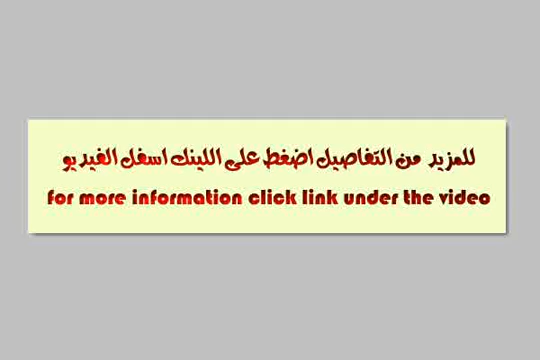 للمزيد من التفاصيل اضغط على اللينك اسفل الفيديو
for more information click link under the video